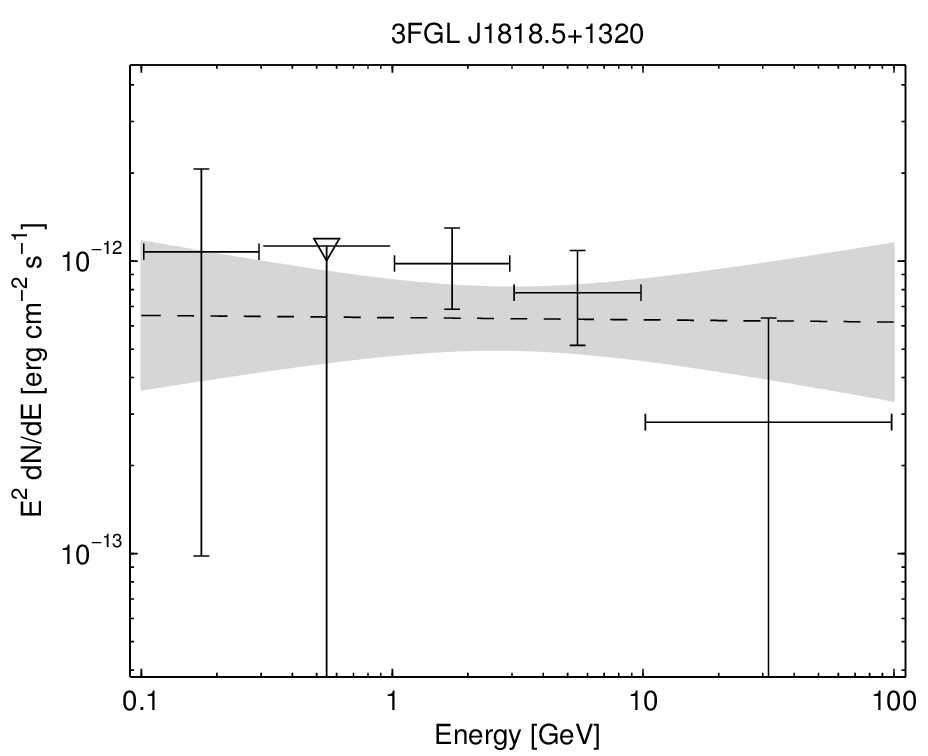 3FGL J1818.5+1320
E² dN/dE [erg cm⁻² s⁻¹]
10⁻¹²
10⁻¹³
0.1 1 10 100
Energy [GeV]